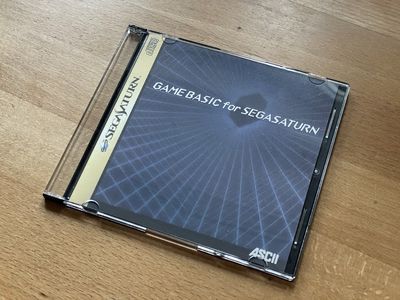 SEGASATURN
GAME BASIC for SEGASATURN
ASCII